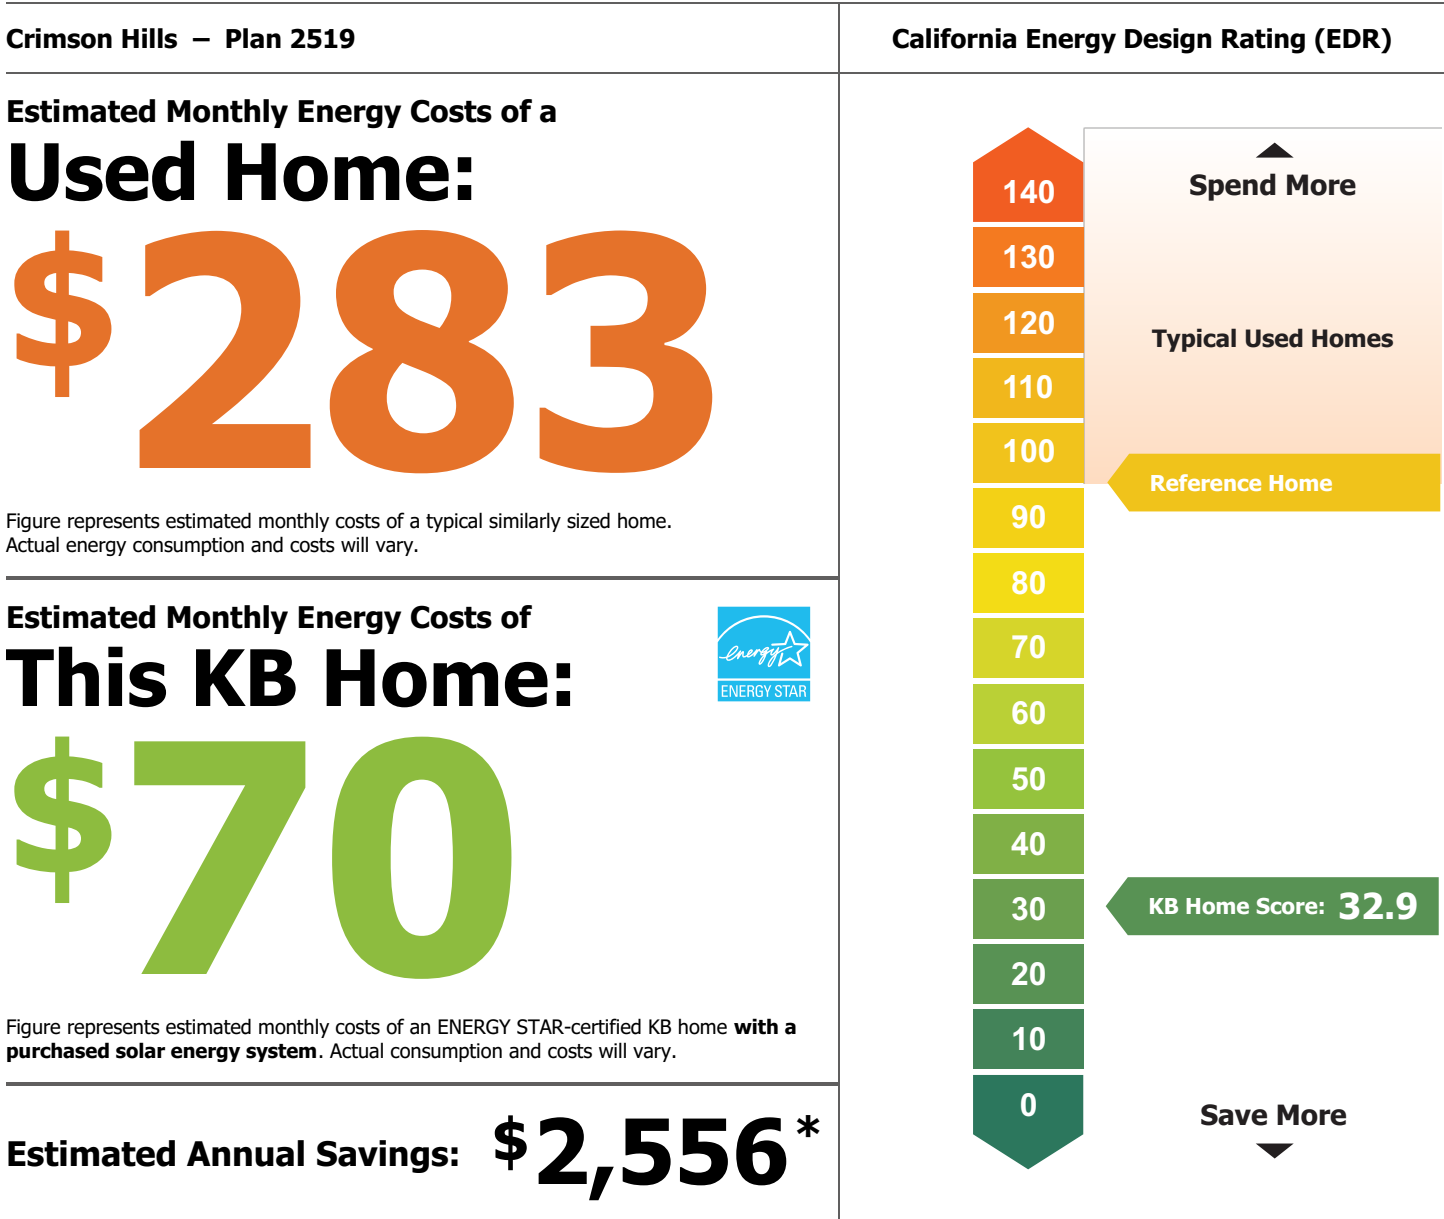 Crimson Hills – Plan 2519
Estimated Monthly Energy Costs of a
Used Home:
$283
Figure represents estimated monthly costs of a typical similarly sized home.
Actual energy consumption and costs will vary.
Estimated Monthly Energy Costs of
This KB Home:
energy
ENERGY STAR
$70
Figure represents estimated monthly costs of an ENERGY STAR-certified KB home with a
purchased solar energy system. Actual consumption and costs will vary.
Estimated Annual Savings: $2,556*
California Energy Design Rating (EDR)
140
Spend More
130
120
Typical Used Homes
110
100
Reference Home
90
80
70
60
50
40
30
KB Home Score: 32.9
20
10
0
Save More